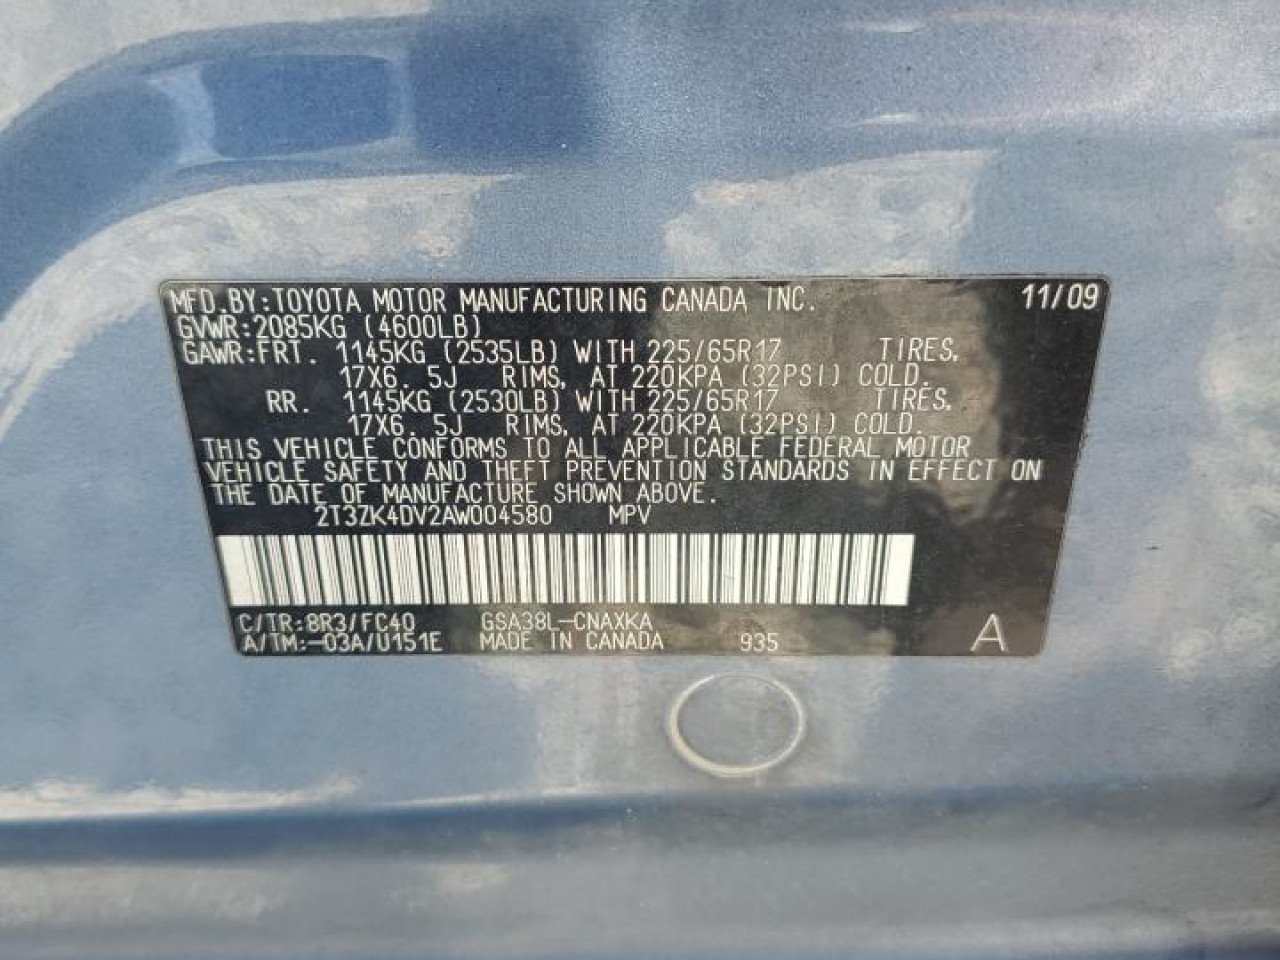 MFD.BY:TOYOTA MOTOR MANUFACTURING CANADA INC. 11/09
GVWR:2085KG (4600LB)
GAWR:FRT. 1145KG (2535LB) WITH 225/65R17 TIRES,
17X6.5J RIMS, AT 220KPA (32PSI) COLD.
RR. 1145KG (2530LB) WITH 225/65R17 TIRES,
17X6.5J RIMS, AT 220KPA (32PSI) COLD.
THIS VEHICLE CONFORMS TO ALL APPLICABLE FEDERAL MOTOR
VEHICLE SAFETY AND THEFT PREVENTION STANDARDS IN EFFECT ON
THE DATE OF MANUFACTURE SHOWN ABOVE.
2T3ZK4DV2AW004580 MPV
C/TR:8R3/FC40 GSA38L-CNAXKA
A/TM:-03A/U151E MADE IN CANADA 935 A